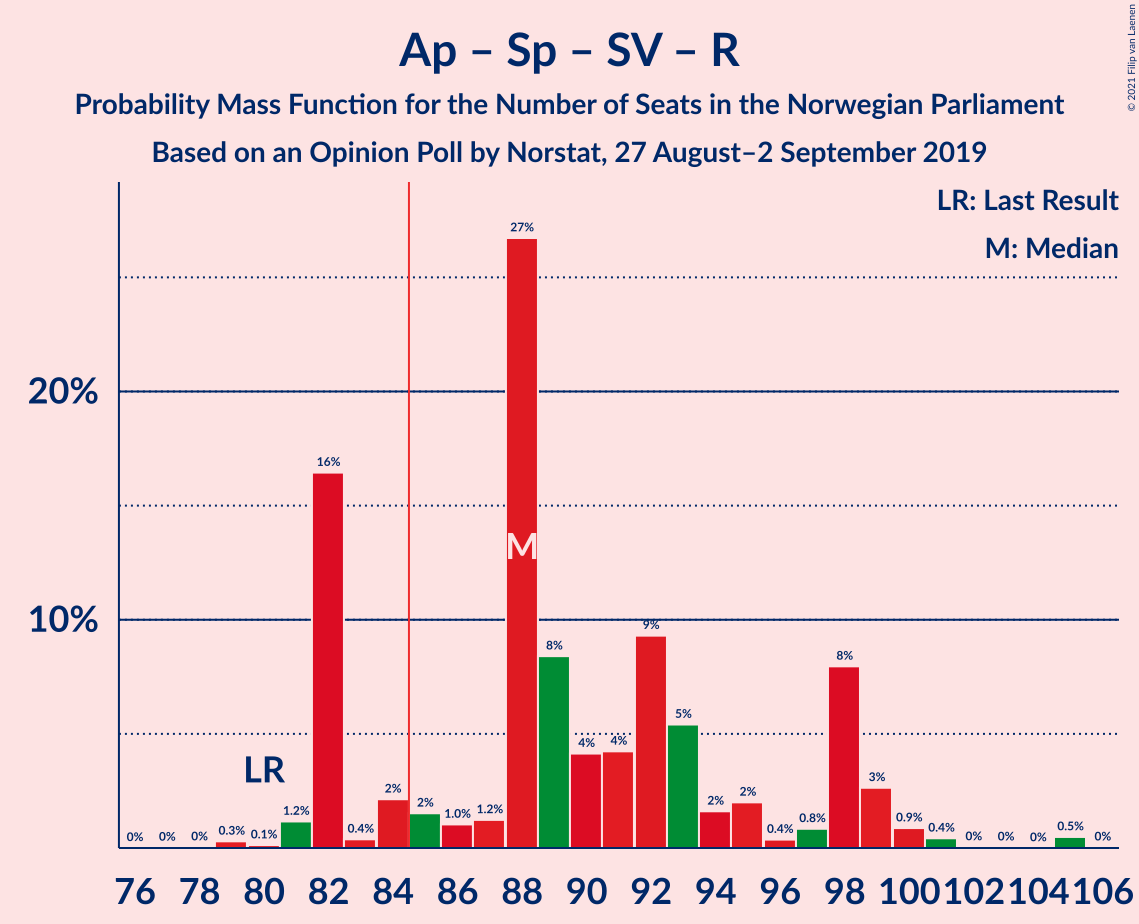 © 2021 Filip van Laenen
Ap – Sp – SV – R
Probability Mass Function for the Number of Seats in the Norwegian Parliament
Based on an Opinion Poll by Norstat, 27 August–2 September 2019
LR: Last Result
M: Median
20%
10%
LR
M
0% 0% 0% 0.3% 0.1% 1.2% 16% 0.4% 2% 2% 1.0% 1.2% 27% 8% 4% 4% 9% 5% 2% 2% 0.4% 0.8% 8% 3% 0.9% 0.4% 0% 0% 0% 0.5% 0%
76 78 80 82 84 86 88 90 92 94 96 98 100 102 104 106